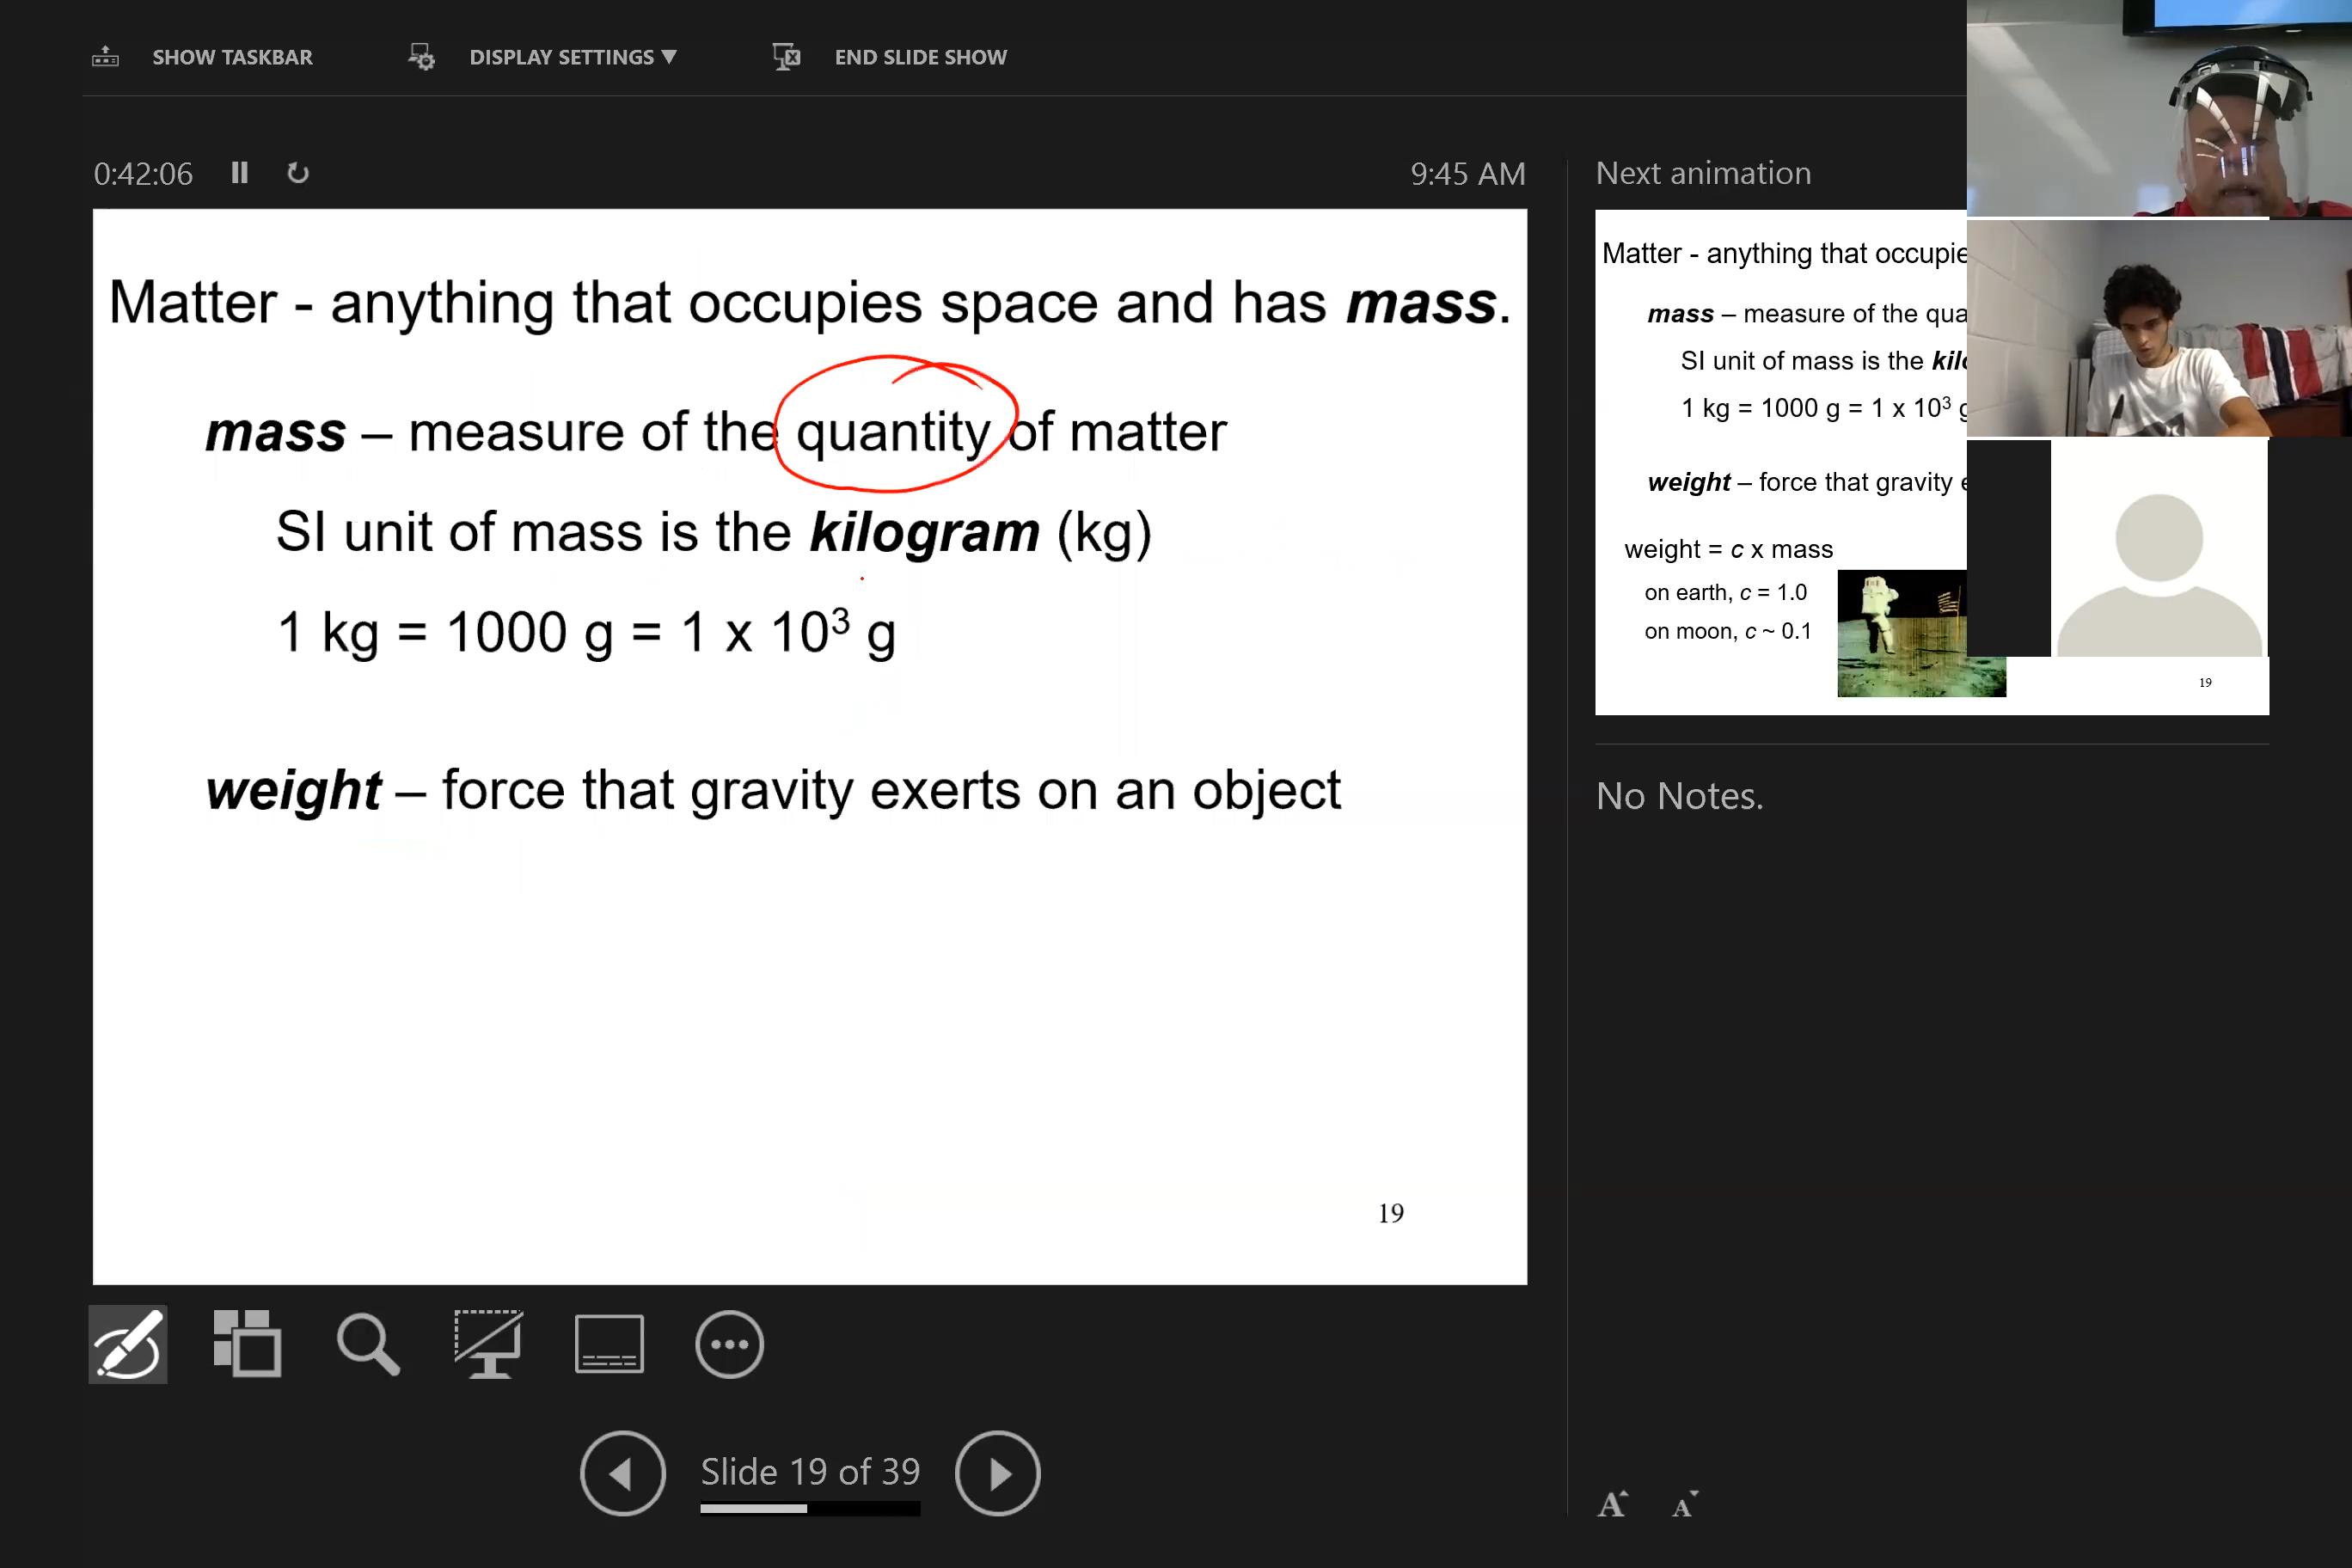 SHOW TASKBAR DISPLAY SETTINGS ▼ END SLIDE SHOW
0:42:06 9:45 AM
Matter - anything that occupies space and has mass.
mass – measure of the quantity of matter
SI unit of mass is the kilogram (kg)
1 kg = 1000 g = 1 x 10³ g
weight – force that gravity exerts on an object
19
Slide 19 of 39
Next animation
Matter - anything that
mass – measure of the
SI unit of mass is the
1 kg = 1000 g = 1 x 10³
weight – force that gravity
weight = c x mass
on earth, c = 1.0
on moon, c ~ 0.1
19
No Notes.
A A